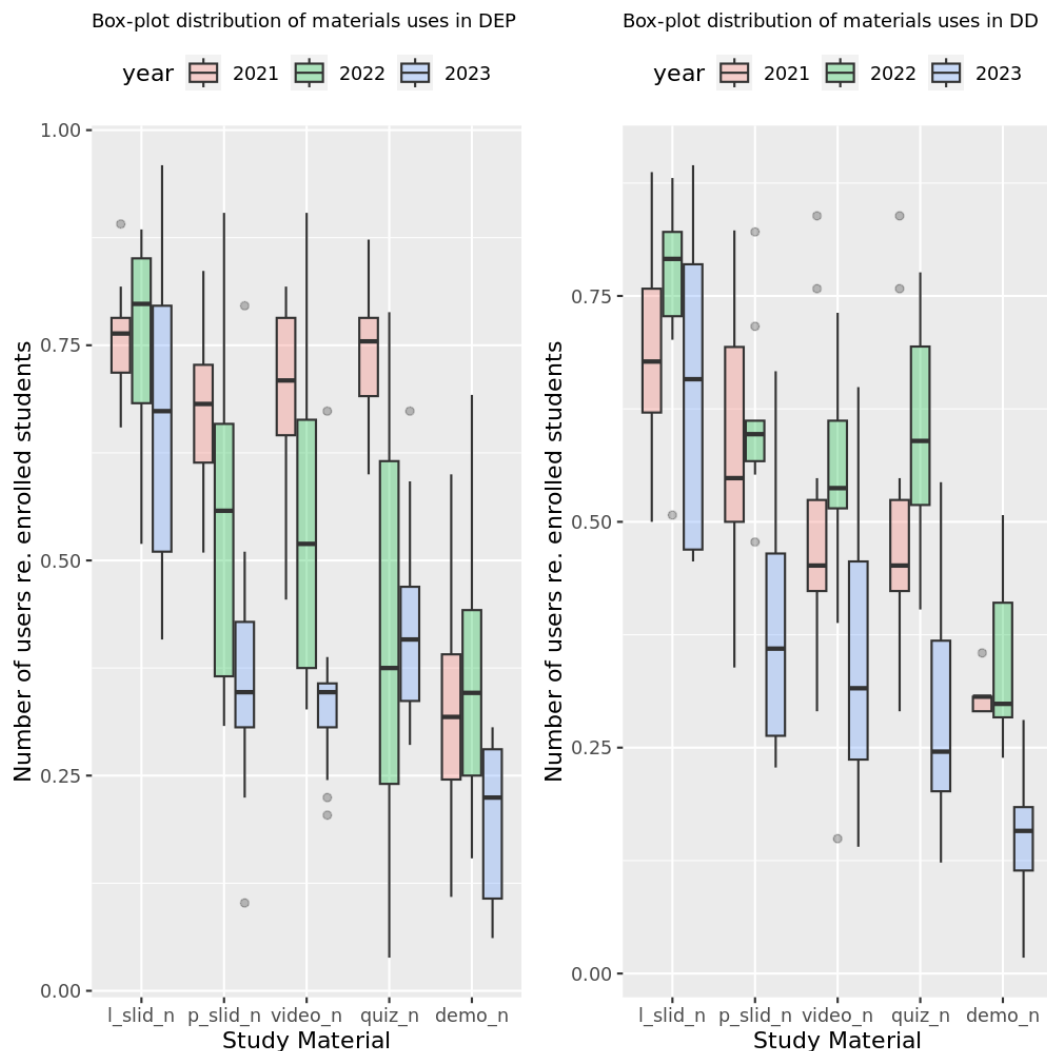 Box-plot distribution of materials uses in DEP
year 2021 2022 2023
Number of users re. enrolled students
1.00
0.75
0.50
0.25
0.00
l_slid_n p_slid_n video_n quiz_n demo_n
Study Material
Box-plot distribution of materials uses in DD
year 2021 2022 2023
Number of users re. enrolled students
0.75
0.50
0.25
0.00
l_slid_n p_slid_n video_n quiz_n demo_n
Study Material